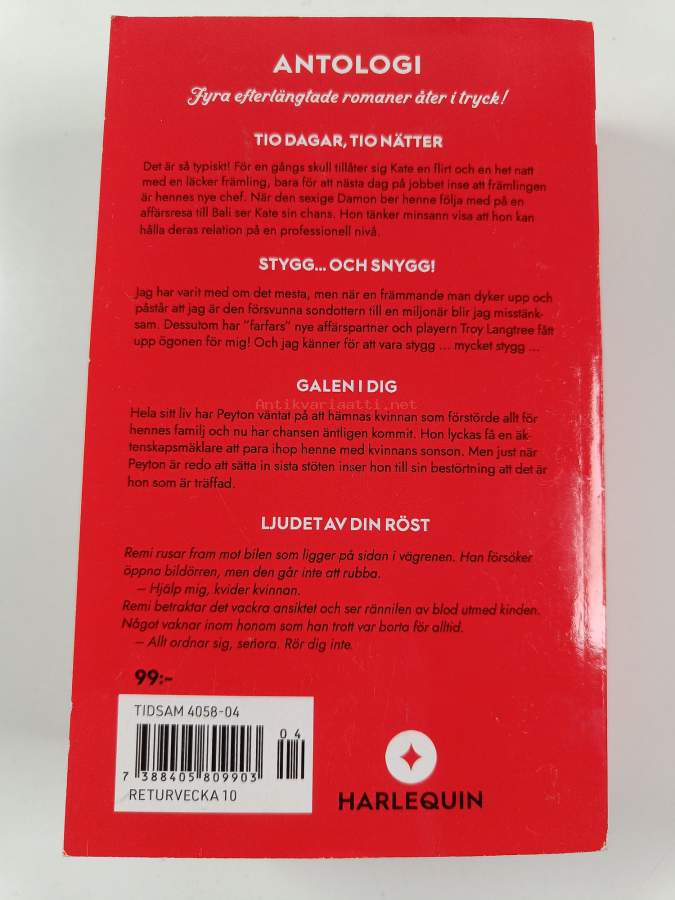 ANTOLOGI
Fyra efterlängtade romaner åter i tryck!
TIO DAGAR, TIO NÄTTER
Det är så typiskt! För en gångs skull tillåter sig Kate en flirt och en het natt
med en läcker främling, bara för att nästa dag på jobbet inse att främlingen
är hennes nye chef. När den sexige Damon ber henne följa med på en
affärsresa till Bali ser Kate sin chans. Hon tänker minsann visa att hon kan
hålla deras relation på en professionell nivå.
STYGG... OCH SNYGG!
Jag har varit med om det mesta, men när en främmande man dyker upp och
påstår att jag är den försvunna sondottern till en miljonär blir jag misstänk-
sam. Dessutom har "farfars" nye affärspartner och playern Troy Langtree fått
upp ögonen för mig! Och jag känner för att vara stygg ... mycket stygg ...
GALEN I DIG
Antikvariaatti.net
Hela sitt liv har Peyton väntat på att hämnas kvinnan som förstörde allt för
hennes familj och nu har chansen äntligen kommit. Hon lyckas få en äk-
tenskapsmäklare att para ihop henne med kvinnans sonson. Men just när
Peyton är redo att sätta in sista stöten inser hon till sin bestörtning att det är
hon som är träffad.
LJUDET AV DIN RÖST
Remi rusar fram mot bilen som ligger på sidan i vägrenen. Han försöker
öppna bildörren, men den går inte att rubba.
– Hjälp mig, kvider kvinnan.
Remi betraktar det vackra ansiktet och ser rännilen av blod utmed kinden.
Något vaknar inom honom som han trott var borta för alltid.
– Allt ordnar sig, señora. Rör dig inte.
99:-
TIDSAM 4058-04
04
7 388405 809903
RETURVECKA 10
HARLEQUIN